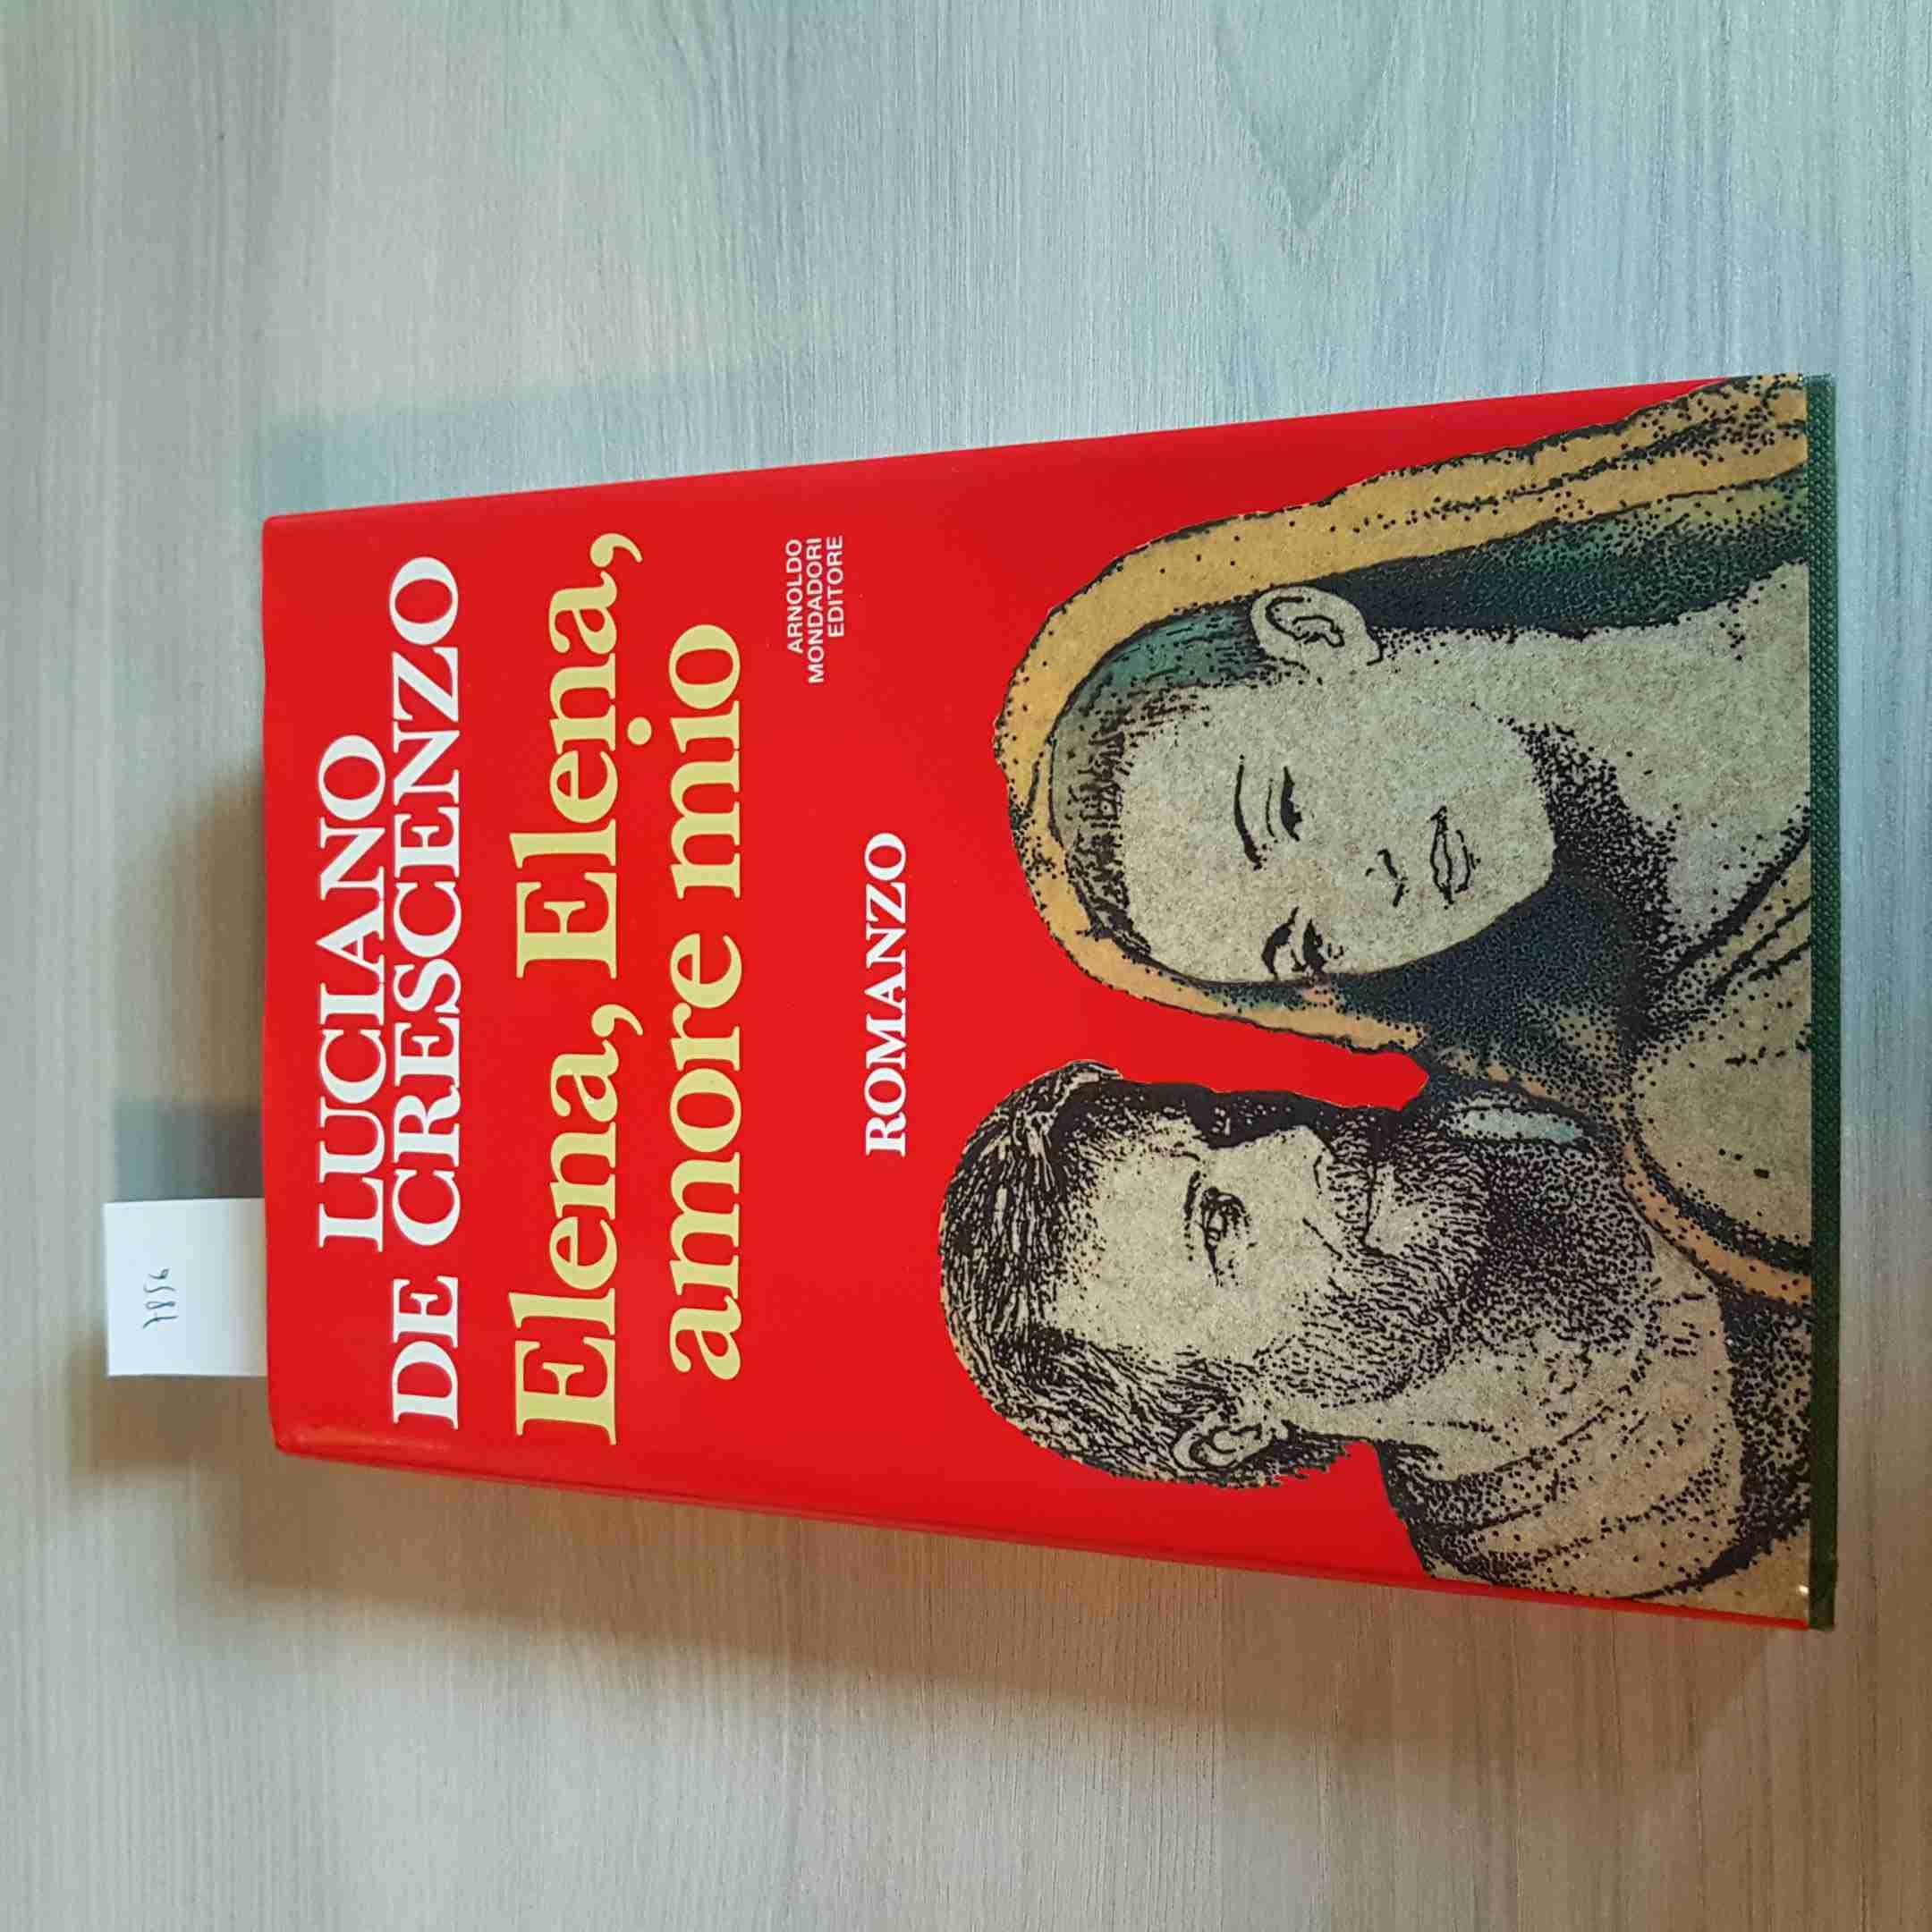 7856
LUCIANO
DE CRESCENZO
Elena, Elena,
amore mio
ARNOLDO
MONDADORI
EDITORE
ROMANZO